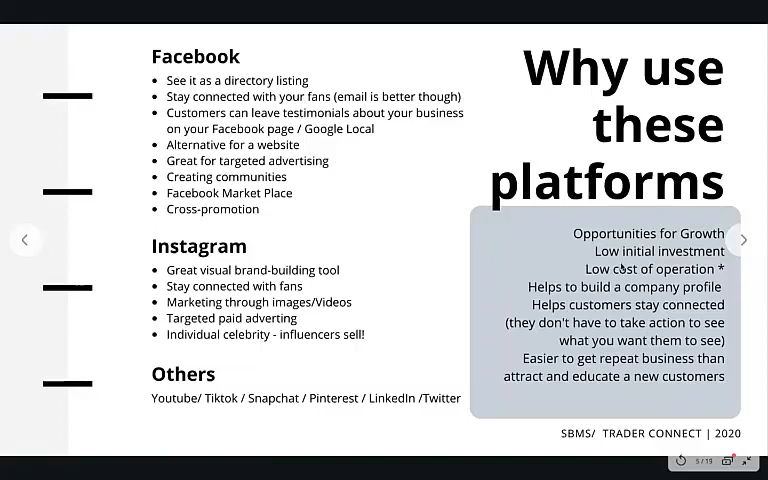 Facebook
See it as a directory listing
Stay connected with your fans (email is better though)
Customers can leave testimonials about your business
on your Facebook page / Google Local
Alternative for a website
Great for targeted advertising
Creating communities
Facebook Market Place
Cross-promotion
Instagram
Great visual brand-building tool
Stay connected with fans
Marketing through images/Videos
Targeted paid adverting
Individual celebrity - influencers sell!
Others
Youtube/ Tiktok / Snapchat / Pinterest / LinkedIn /Twitter
Why use
these
platforms
Opportunities for Growth
Low initial investment
Low cost of operation *
Helps to build a company profile
Helps customers stay connected
(they don't have to take action to see
what you want them to see)
Easier to get repeat business than
attract and educate a new customers
SBMS/ TRADER CONNECT | 2020
5 / 19